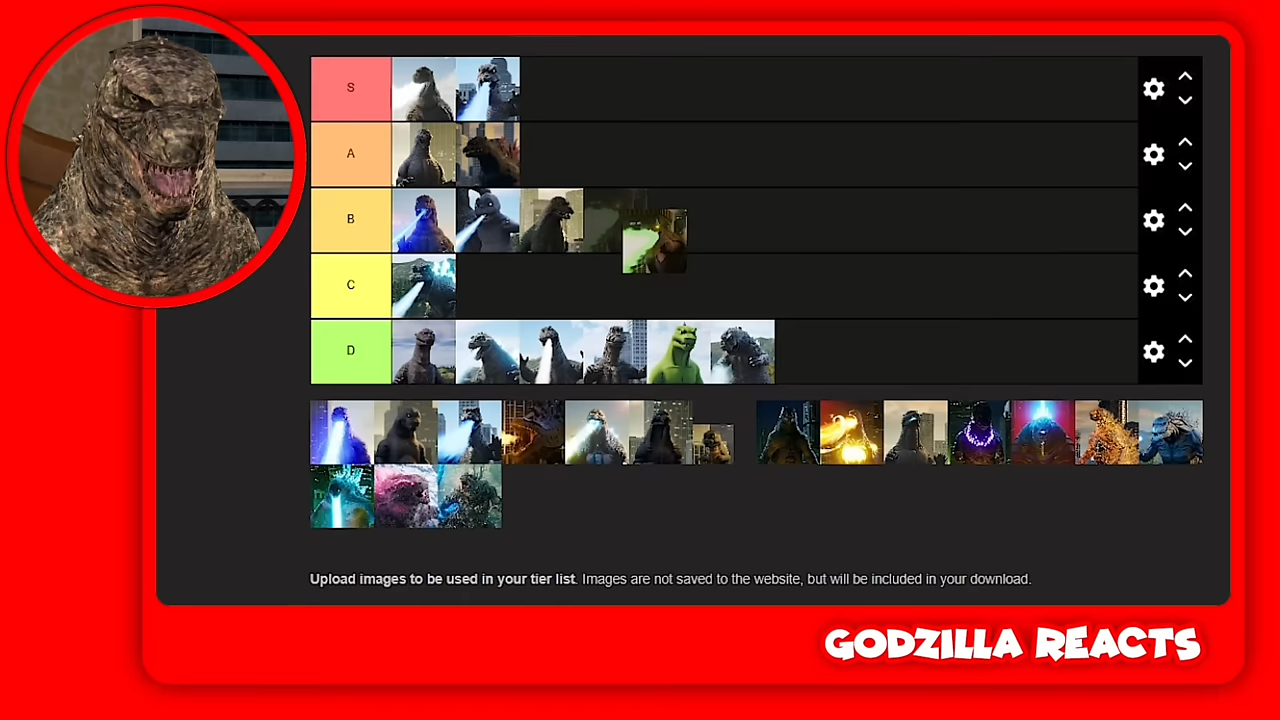 S
A
B
C
D
Upload images to be used in your tier list. Images are not saved to the website, but will be included in your download.
GODZILLA REACTS